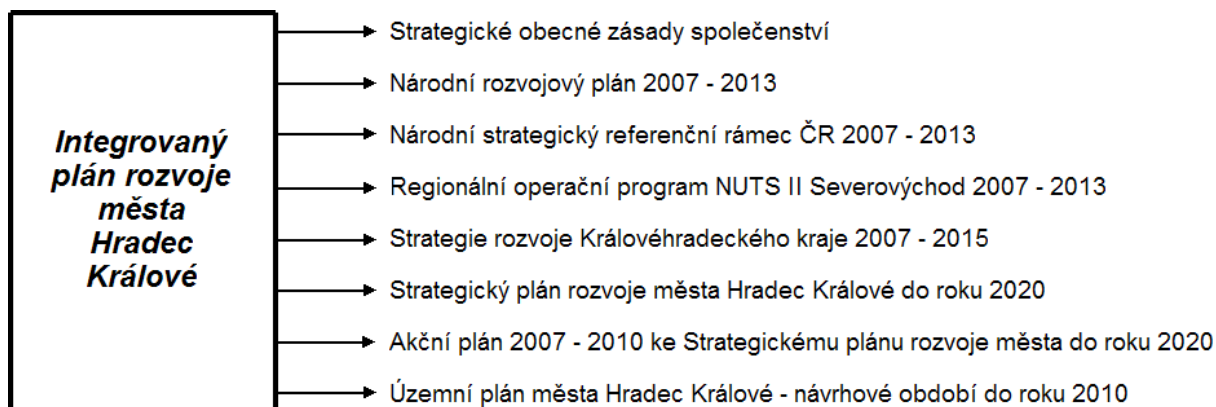 Integrovaný
plán rozvoje
města
Hradec
Králové
Strategické obecné zásady společenství
Národní rozvojový plán 2007 - 2013
Národní strategický referenční rámec ČR 2007 - 2013
Regionální operační program NUTS II Severovýchod 2007 - 2013
Strategie rozvoje Královéhradeckého kraje 2007 - 2015
Strategický plán rozvoje města Hradec Králové do roku 2020
Akční plán 2007 - 2010 ke Strategickému plánu rozvoje města do roku 2020
Územní plán města Hradec Králové - návrhové období do roku 2010